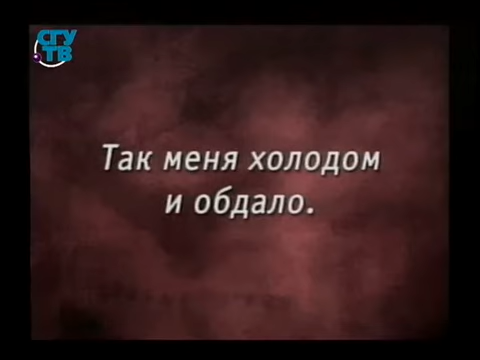 СГУ
ТВ
Так меня холодом
и обдало.